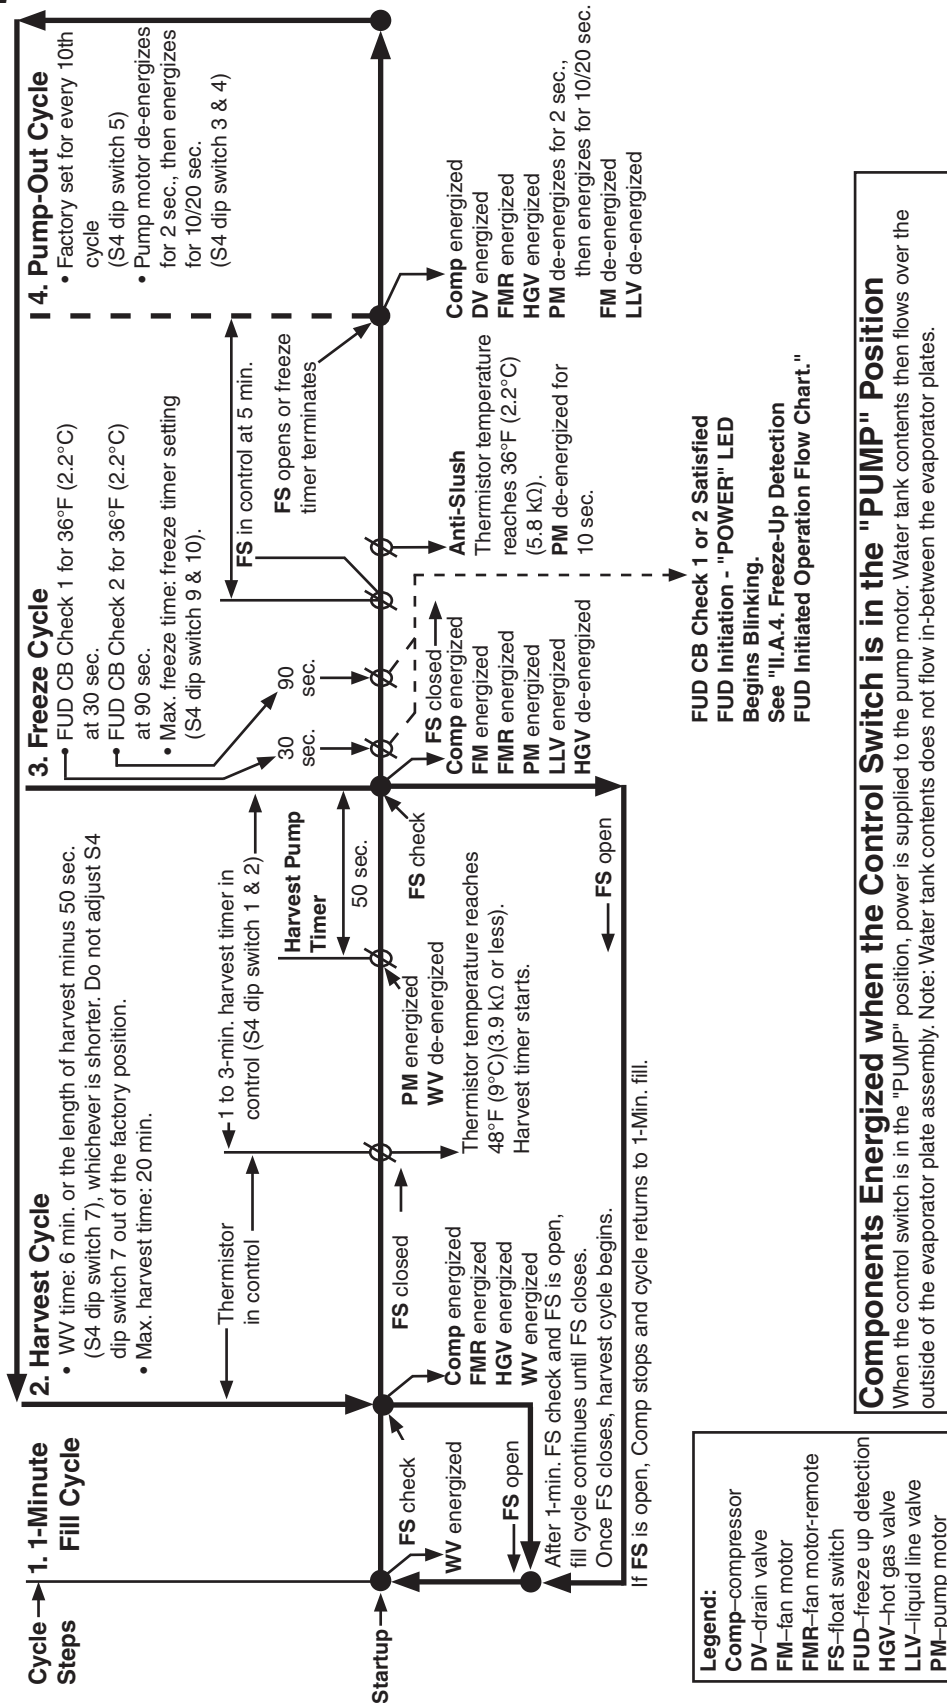 Cycle
Steps
1. 1-Minute
Fill Cycle
2. Harvest Cycle
• WV time: 6 min. or the length of harvest minus 50 sec.
(S4 dip switch 7), whichever is shorter. Do not adjust S4
dip switch 7 out of the factory position.
• Max. harvest time: 20 min.
3. Freeze Cycle
• FUD CB Check 1 for 36°F (2.2°C)
at 30 sec.
• FUD CB Check 2 for 36°F (2.2°C)
at 90 sec.
• Max. freeze time: freeze timer setting
(S4 dip switch 9 & 10).
4. Pump-Out Cycle
• Factory set for every 10th
cycle
(S4 dip switch 5)
• Pump motor de-energizes
for 2 sec., then energizes
for 10/20 sec.
(S4 dip switch 3 & 4)
Thermistor
in control
1 to 3-min. harvest timer in
control (S4 dip switch 1 & 2)
Harvest Pump
Timer
50 sec.
30
sec.
90
sec.
FS in control at 5 min.
FS opens or freeze
timer terminates
Startup
FS check
WV energized
FS open
FS closed
Comp energized
FMR energized
HGV energized
WV energized
After 1-min. FS check and FS is open,
fill cycle continues until FS closes.
Once FS closes, harvest cycle begins.
If FS is open, Comp stops and cycle returns to 1-Min. fill.
Thermistor temperature reaches
48°F (9°C)(3.9 kΩ or less).
Harvest timer starts.
PM energized
WV de-energized
FS check
FS open
FS closed
Comp energized
FM energized
FMR energized
PM energized
LLV energized
HGV de-energized
Anti-Slush
Thermistor temperature
reaches 36°F (2.2°C)
(5.8 kΩ).
PM de-energized for
10 sec.
Comp energized
DV energized
FMR energized
HGV energized
PM de-energizes for 2 sec.,
then energizes for 10/20 sec.
FM de-energized
LLV de-energized
FUD CB Check 1 or 2 Satisfied
FUD Initiation - "POWER" LED
Begins Blinking.
See "II.A.4. Freeze-Up Detection
FUD Initiated Operation Flow Chart."
Legend:
Comp–compressor
DV–drain valve
FM–fan motor
FMR–fan motor-remote
FS–float switch
FUD–freeze up detection
HGV–hot gas valve
LLV–liquid line valve
PM–pump motor
Components Energized when the Control Switch is in the "PUMP" Position
When the control switch is in the "PUMP" position, power is supplied to the pump motor. Water tank contents then flows over the
outside of the evaporator plate assembly. Note: Water tank contents does not flow in-between the evaporator plates.